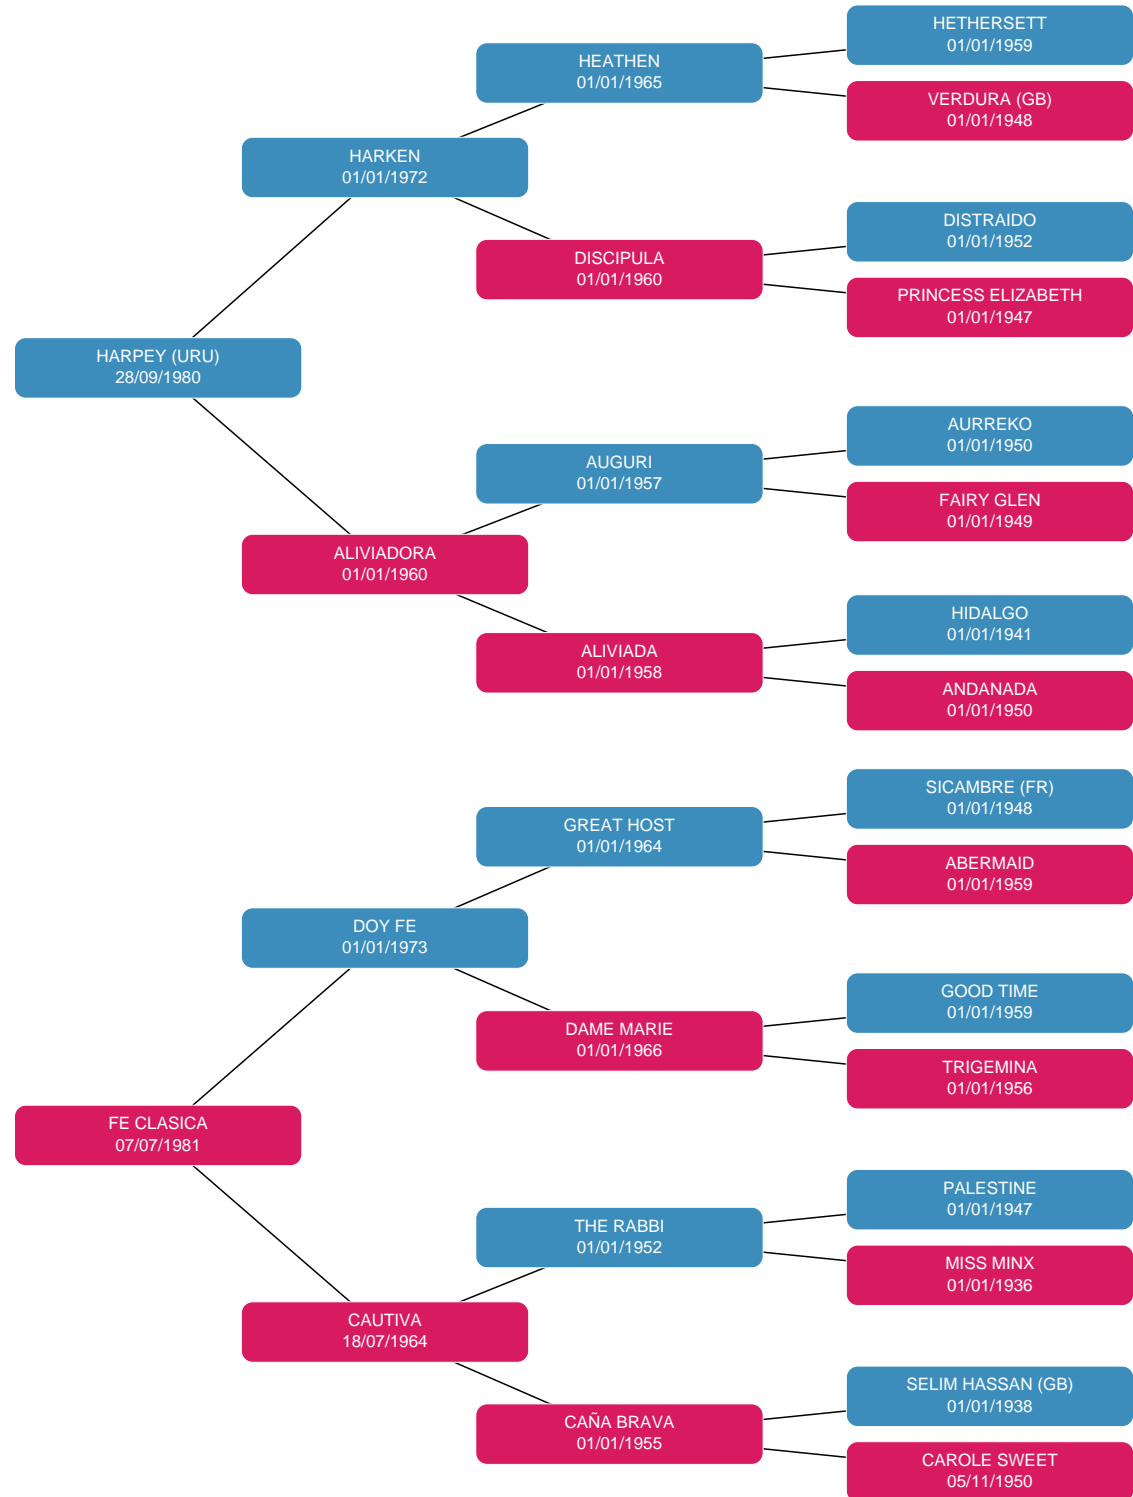 HETHERSETT
01/01/1959
HEATHEN
01/01/1965
VERDURA (GB)
01/01/1948
HARKEN
01/01/1972
DISTRAIDO
01/01/1952
DISCIPULA
01/01/1960
PRINCESS ELIZABETH
01/01/1947
HARPEY (URU)
28/09/1980
AURREKO
01/01/1950
AUGURI
01/01/1957
FAIRY GLEN
01/01/1949
ALIVIADORA
01/01/1960
HIDALGO
01/01/1941
ALIVIADA
01/01/1958
ANDANADA
01/01/1950
SICAMBRE (FR)
01/01/1948
GREAT HOST
01/01/1964
ABERMAID
01/01/1959
DOY FE
01/01/1973
GOOD TIME
01/01/1959
DAME MARIE
01/01/1966
TRIGEMINA
01/01/1956
FE CLASICA
07/07/1981
PALESTINE
01/01/1947
THE RABBI
01/01/1952
MISS MINX
01/01/1936
CAUTIVA
18/07/1964
SELIM HASSAN (GB)
01/01/1938
CAÑA BRAVA
01/01/1955
CAROLE SWEET
05/11/1950